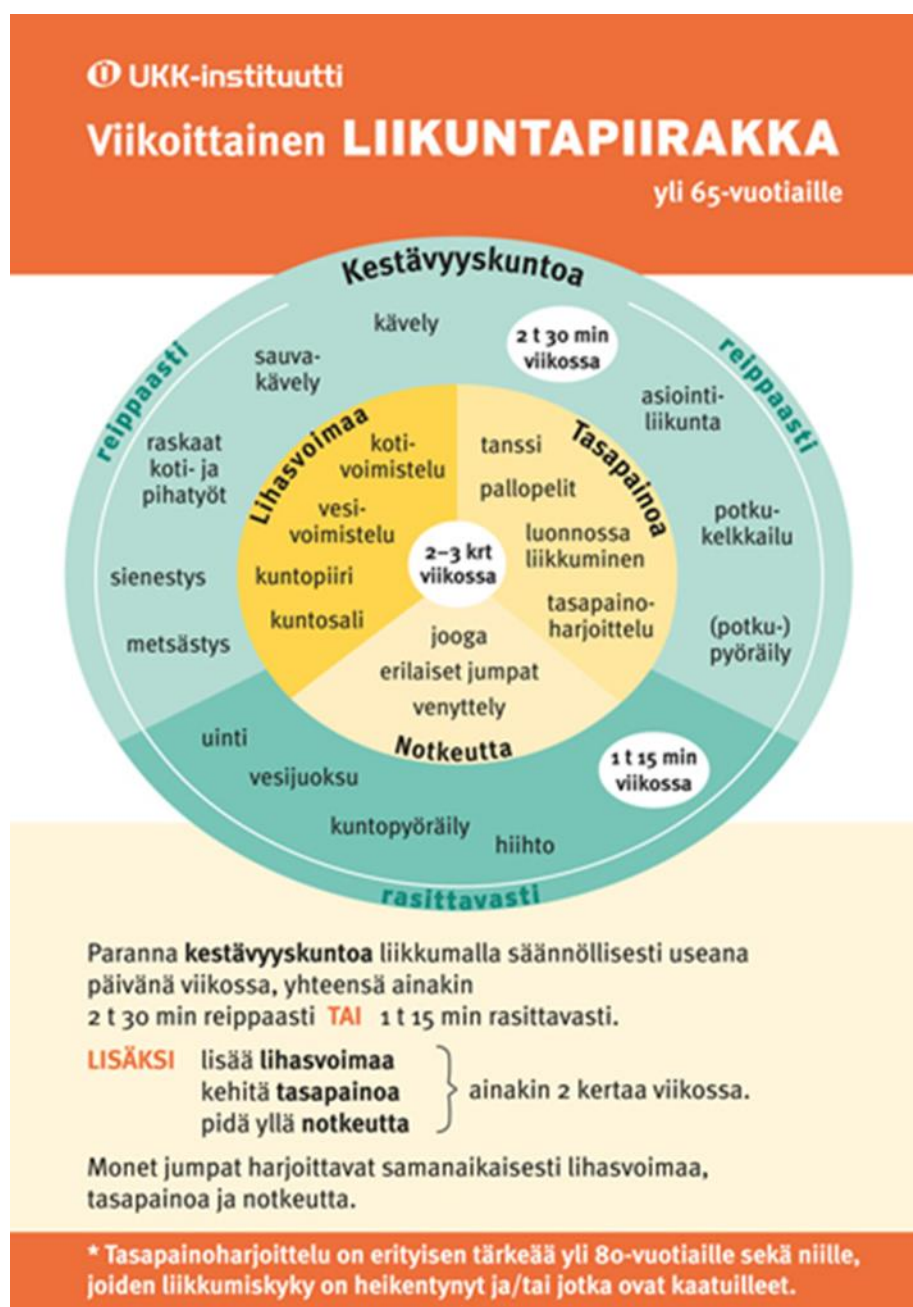 UKK-instituutti
Viikoittainen LIIKUNTAPIIRAKKA
yli 65-vuotiaille
Kestävyyskuntoa
reippaasti
reippaasti
kävely
2 t 30 min
viikossa
sauva-
kävely
asiointi-
liikunta
raskaat
koti- ja
pihatyöt
potku-
kelkkailu
sienestys
metsästys
(potku-)
pyöräily
Lihasvoimaa
koti-
voimistelu
vesi-
voimistelu
kuntopiiri
kuntosali
Tasapainoa
tanssi
pallopelit
luonnossa
liikkuminen
tasapaino-
harjoittelu
2–3 krt
viikossa
jooga
erilaiset jumpat
venyttely
Notkeutta
uinti
vesijuoksu
kuntopyöräily
hiihto
1 t 15 min
viikossa
rasittavasti
Paranna kestävyyskuntoa liikkumalla säännöllisesti useana
päivänä viikossa, yhteensä ainakin
2 t 30 min reippaasti TAI 1 t 15 min rasittavasti.
LISÄKSI lisää lihasvoimaa
kehitä tasapainoa
pidä yllä notkeutta
ainakin 2 kertaa viikossa.
Monet jumpat harjoittavat samanaikaisesti lihasvoimaa,
tasapainoa ja notkeutta.
* Tasapainoharjoittelu on erityisen tärkeää yli 80-vuotiaille sekä niille,
joiden liikkumiskyky on heikentynyt ja/tai jotka ovat kaatuilleet.